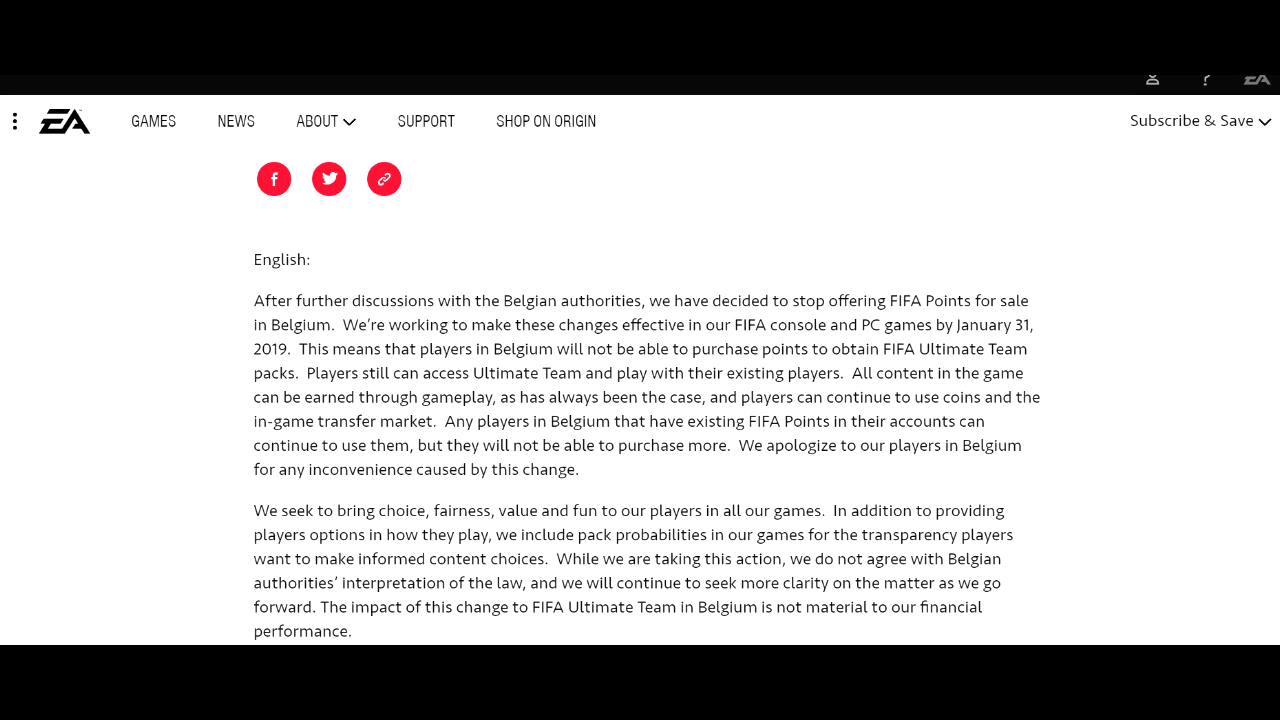 EA
EA
GAMES
NEWS
ABOUT
SUPPORT
SHOP ON ORIGIN
Subscribe & Save
English:
After further discussions with the Belgian authorities, we have decided to stop offering FIFA Points for sale
in Belgium.  We’re working to make these changes effective in our FIFA console and PC games by January 31,
2019.  This means that players in Belgium will not be able to purchase points to obtain FIFA Ultimate Team
packs.  Players still can access Ultimate Team and play with their existing players.  All content in the game
can be earned through gameplay, as has always been the case, and players can continue to use coins and the
in-game transfer market.  Any players in Belgium that have existing FIFA Points in their accounts can
continue to use them, but they will not be able to purchase more.  We apologize to our players in Belgium
for any inconvenience caused by this change.
We seek to bring choice, fairness, value and fun to our players in all our games.  In addition to providing
players options in how they play, we include pack probabilities in our games for the transparency players
want to make informed content choices.  While we are taking this action, we do not agree with Belgian
authorities’ interpretation of the law, and we will continue to seek more clarity on the matter as we go
forward. The impact of this change to FIFA Ultimate Team in Belgium is not material to our financial
performance.